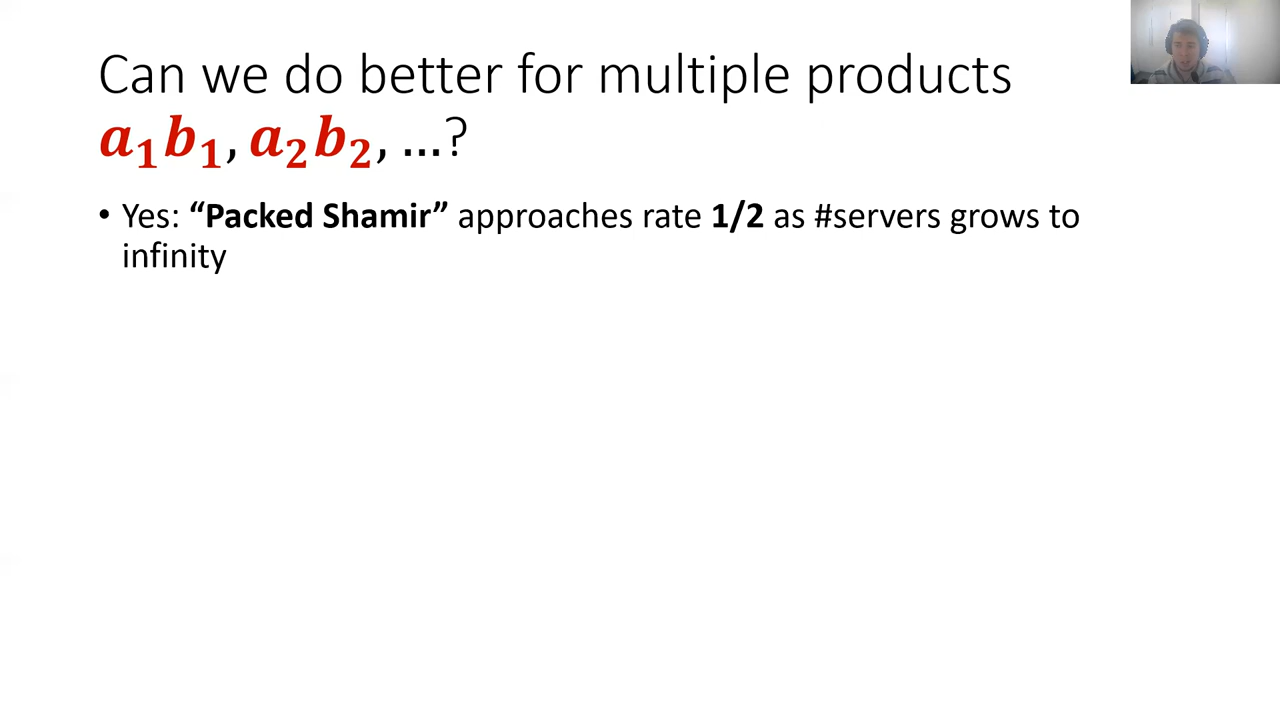 Can we do better for multiple products
a₁b₁, a₂b₂, ...?
• Yes: “Packed Shamir” approaches rate 1/2 as #servers grows to
infinity